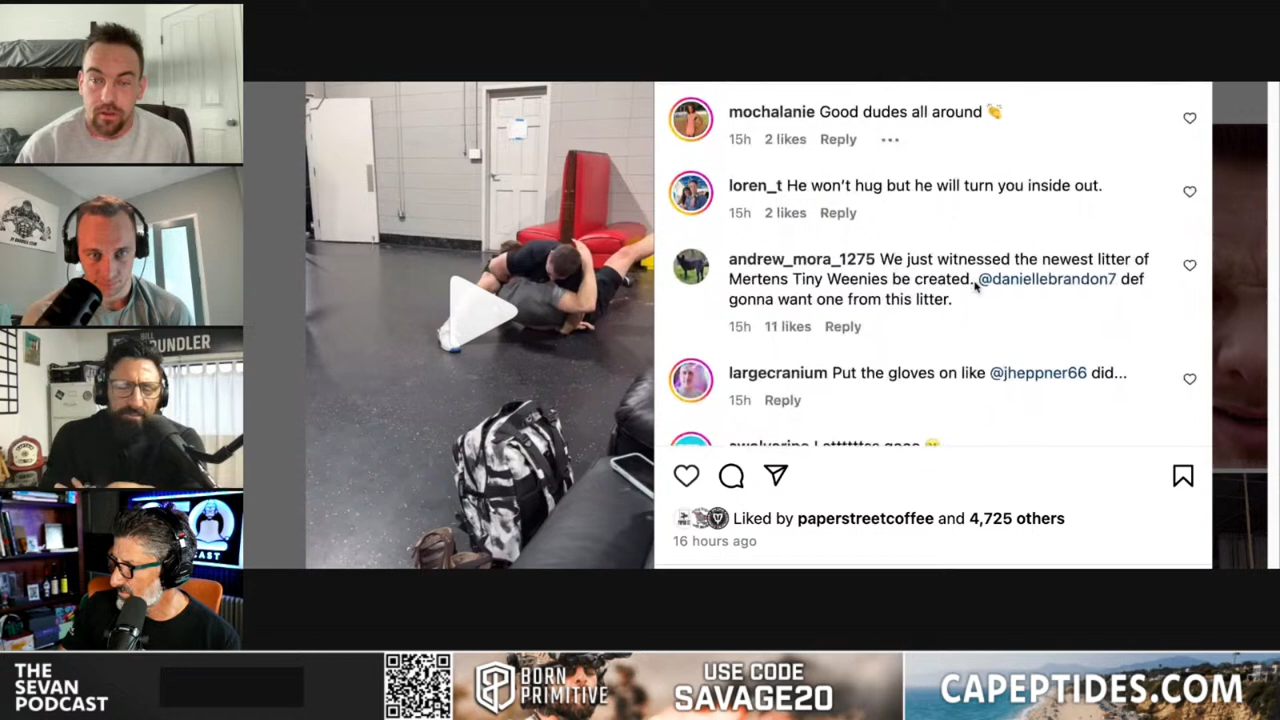 mochalanie Good dudes all around 👏
15h 2 likes Reply ...
loren_t He won't hug but he will turn you inside out.
15h 2 likes Reply
andrew_mora_1275 We just witnessed the newest litter of
Mertens Tiny Weenies be created. @daniellebrandon7 def
gonna want one from this litter.
15h 11 likes Reply
largecranium Put the gloves on like @jheppner66 did...
15h Reply
Liked by paperstreetcoffee and 4,725 others
16 hours ago
BILL
RUNDLER
CAST
THE
SEVAN
PODCAST
BORN
PRIMITIVE
USE CODE
SAVAGE20
CAPEPTIDES.COM